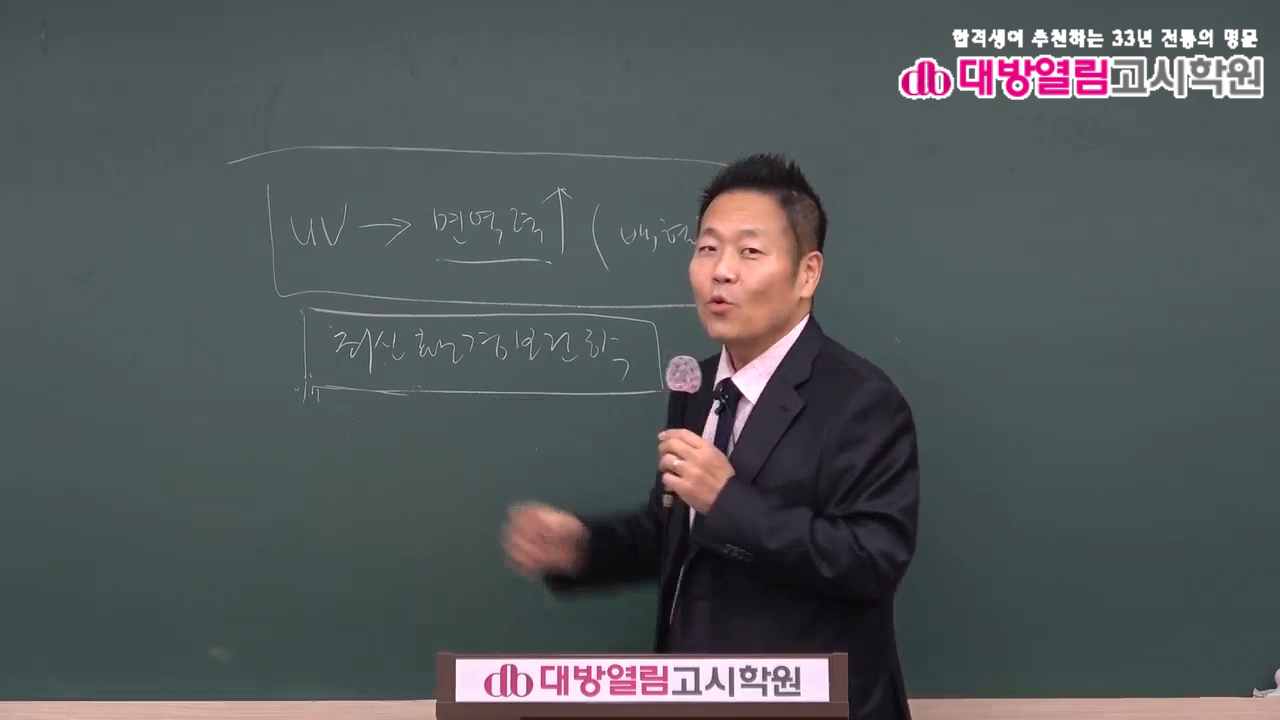 합격생이 추천하는 33년 전통의 명문
대방열림고시학원
UV → 면역력↑ (백혈
최신환경보건학
대방열림고시학원